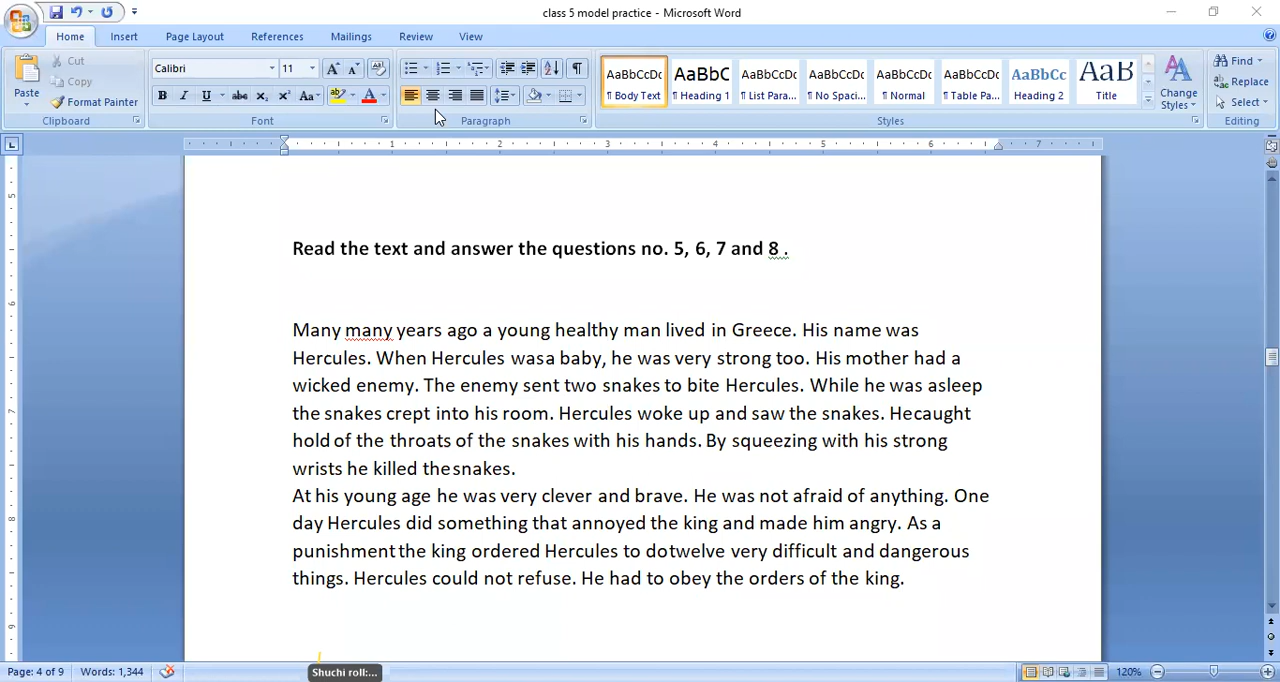 class 5 model practice - Microsoft Word
Home Insert Page Layout References Mailings Review View
Paste
Cut
Copy
Format Painter
Clipboard
Calibri 11
Font
Paragraph
AaBbCcDc AaBbC AaBbCcDc AaBbCcDc AaBbCcDc AaBbCcDc AaBbCc AaB
¶ Body Text ¶ Heading 1 ¶ List Para... ¶ No Spaci... ¶ Normal ¶ Table Pa... Heading 2 Title
Change Styles
Styles
Find
Replace
Select
Editing
Read the text and answer the questions no. 5, 6, 7 and 8 .
Many many years ago a young healthy man lived in Greece. His name was
Hercules. When Hercules wasa baby, he was very strong too. His mother had a
wicked enemy. The enemy sent two snakes to bite Hercules. While he was asleep
the snakes crept into his room. Hercules woke up and saw the snakes. Hecaught
hold of the throats of the snakes with his hands. By squeezing with his strong
wrists he killed thesnakes.
At his young age he was very clever and brave. He was not afraid of anything. One
day Hercules did something that annoyed the king and made him angry. As a
punishmentthe king ordered Hercules to dotwelve very difficult and dangerous
things. Hercules could not refuse. He had to obey the orders of the king.
Shuchi roll:...
Page: 4 of 9 Words: 1,344 120%